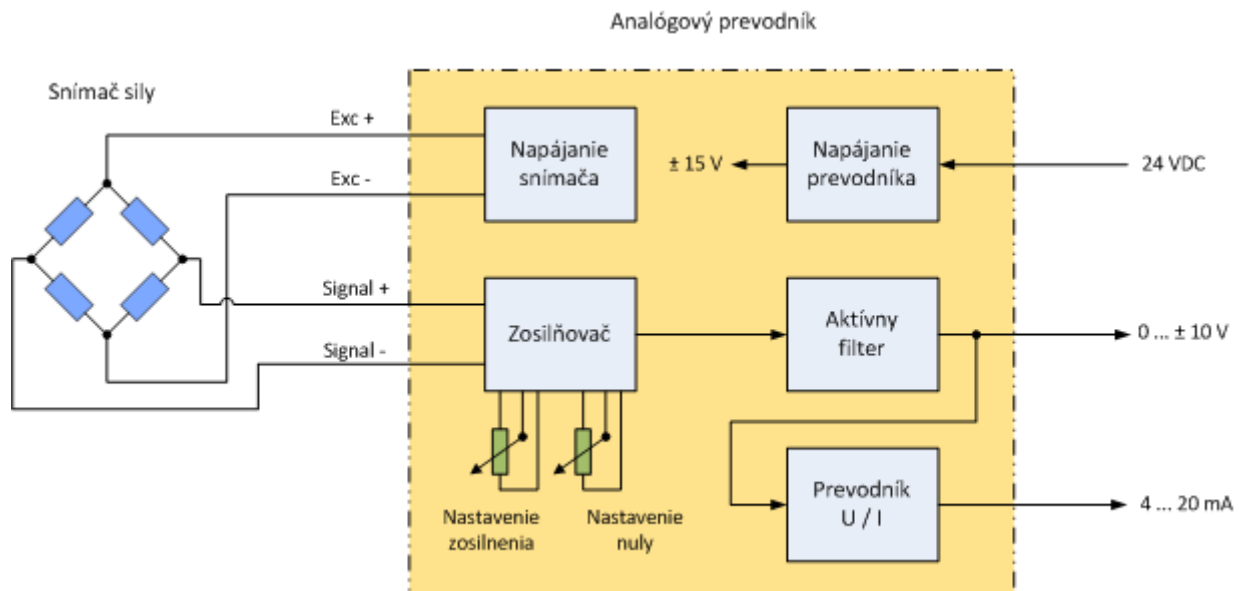 Analógový prevodník
Snímač sily
Exc +
Exc -
Napájanie
snímača
± 15 V
Napájanie
prevodníka
24 VDC
Signal +
Signal -
Zosilňovač
Aktívny
filter
0 ... ± 10 V
Nastavenie
zosilnenia
Nastavenie
nuly
Prevodník
U / I
4 ... 20 mA